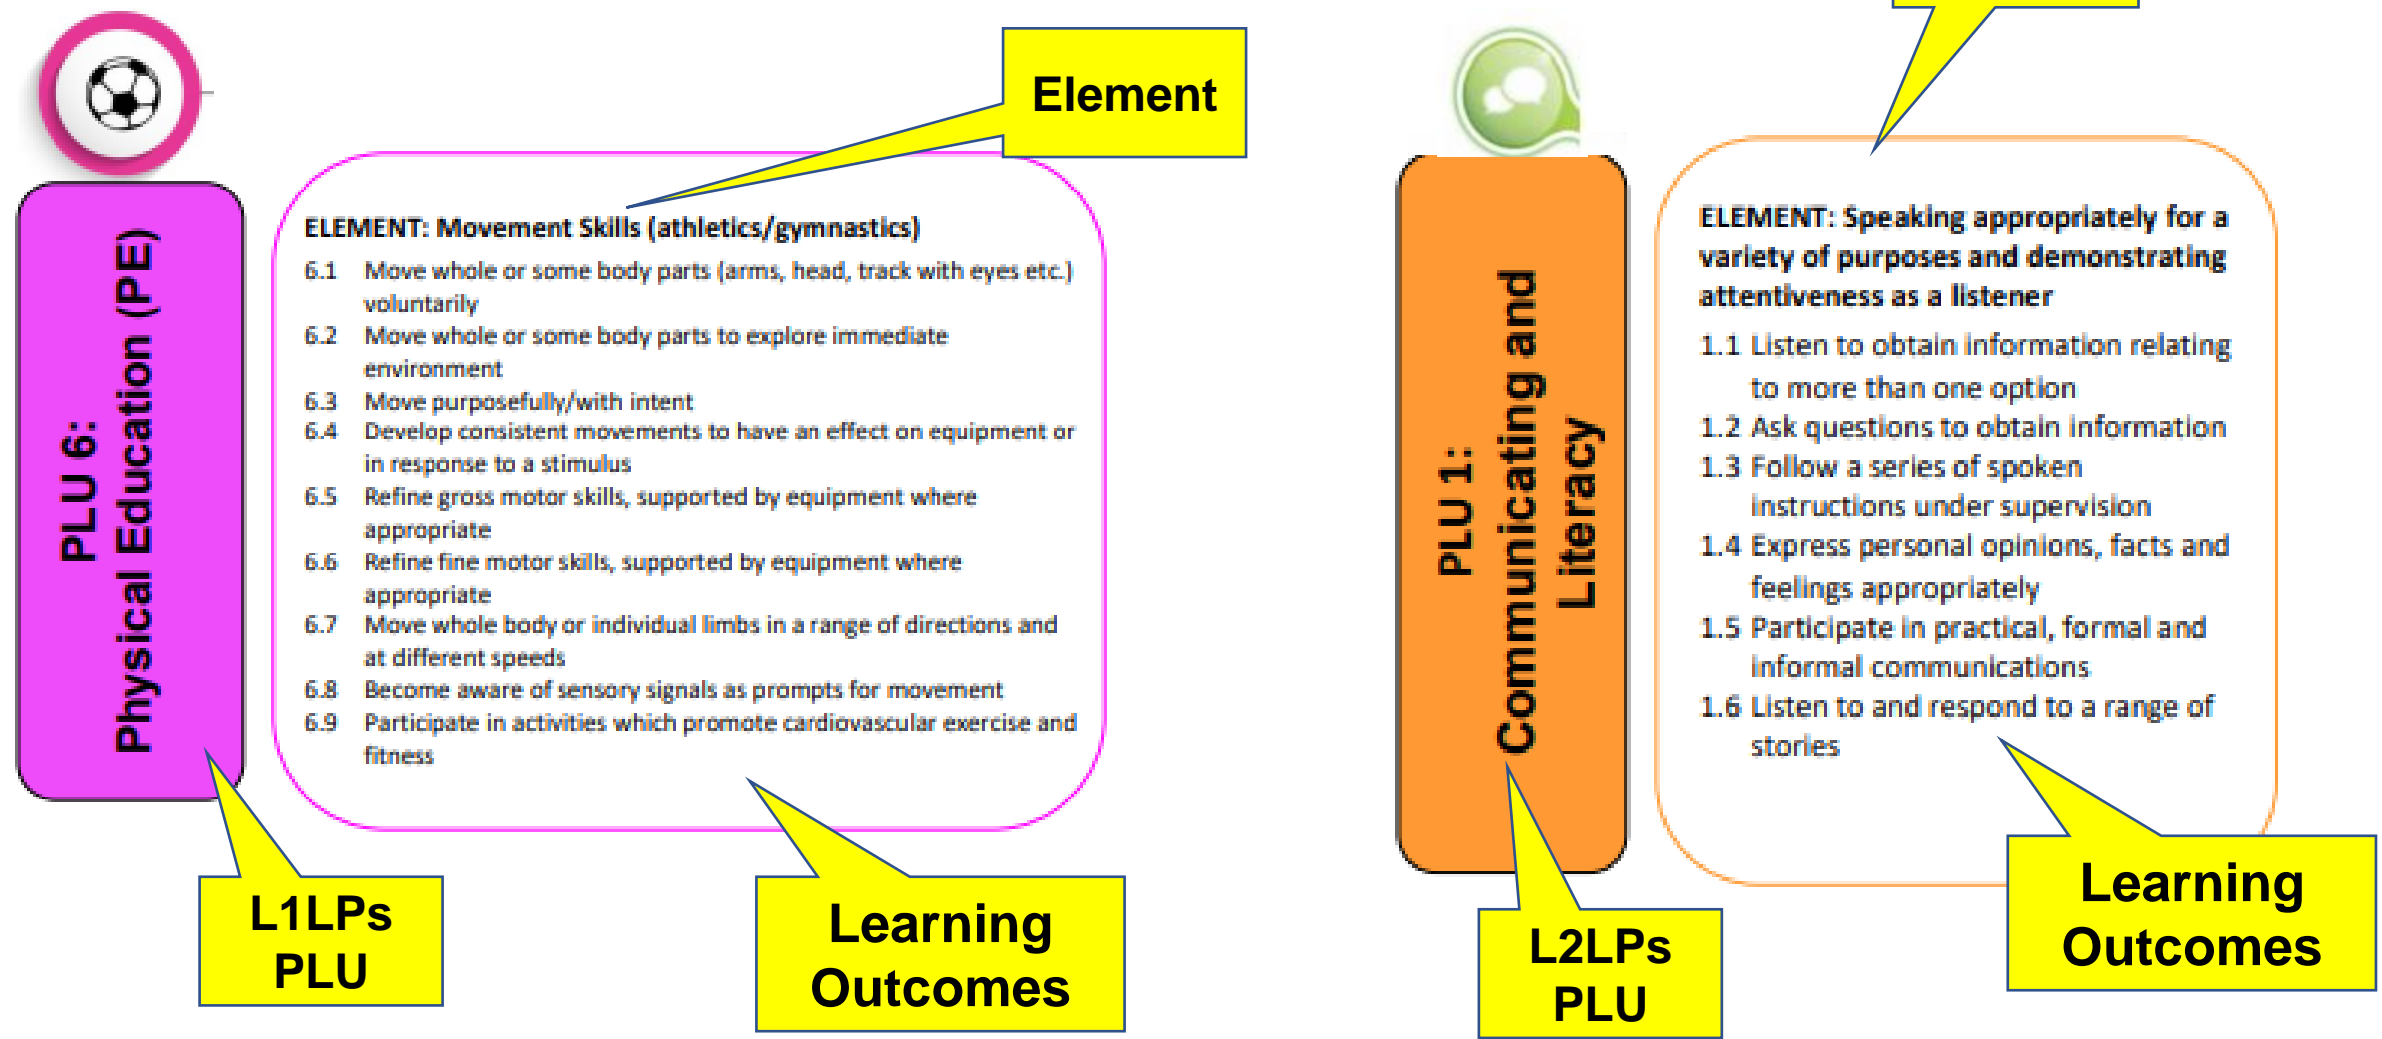 Element
PLU 6:
Physical Education (PE)
ELEMENT: Movement Skills (athletics/gymnastics)
6.1 Move whole or some body parts (arms, head, track with eyes etc.)
voluntarily
6.2 Move whole or some body parts to explore immediate
environment
6.3 Move purposefully/with intent
6.4 Develop consistent movements to have an effect on equipment or
in response to a stimulus
6.5 Refine gross motor skills, supported by equipment where
appropriate
6.6 Refine fine motor skills, supported by equipment where
appropriate
6.7 Move whole body or individual limbs in a range of directions and
at different speeds
6.8 Become aware of sensory signals as prompts for movement
6.9 Participate in activities which promote cardiovascular exercise and
fitness
L1LPs
PLU
Learning
Outcomes
PLU 1:
Communicating and
Literacy
ELEMENT: Speaking appropriately for a
variety of purposes and demonstrating
attentiveness as a listener
1.1 Listen to obtain information relating
to more than one option
1.2 Ask questions to obtain information
1.3 Follow a series of spoken
instructions under supervision
1.4 Express personal opinions, facts and
feelings appropriately
1.5 Participate in practical, formal and
informal communications
1.6 Listen to and respond to a range of
stories
L2LPs
PLU
Learning
Outcomes